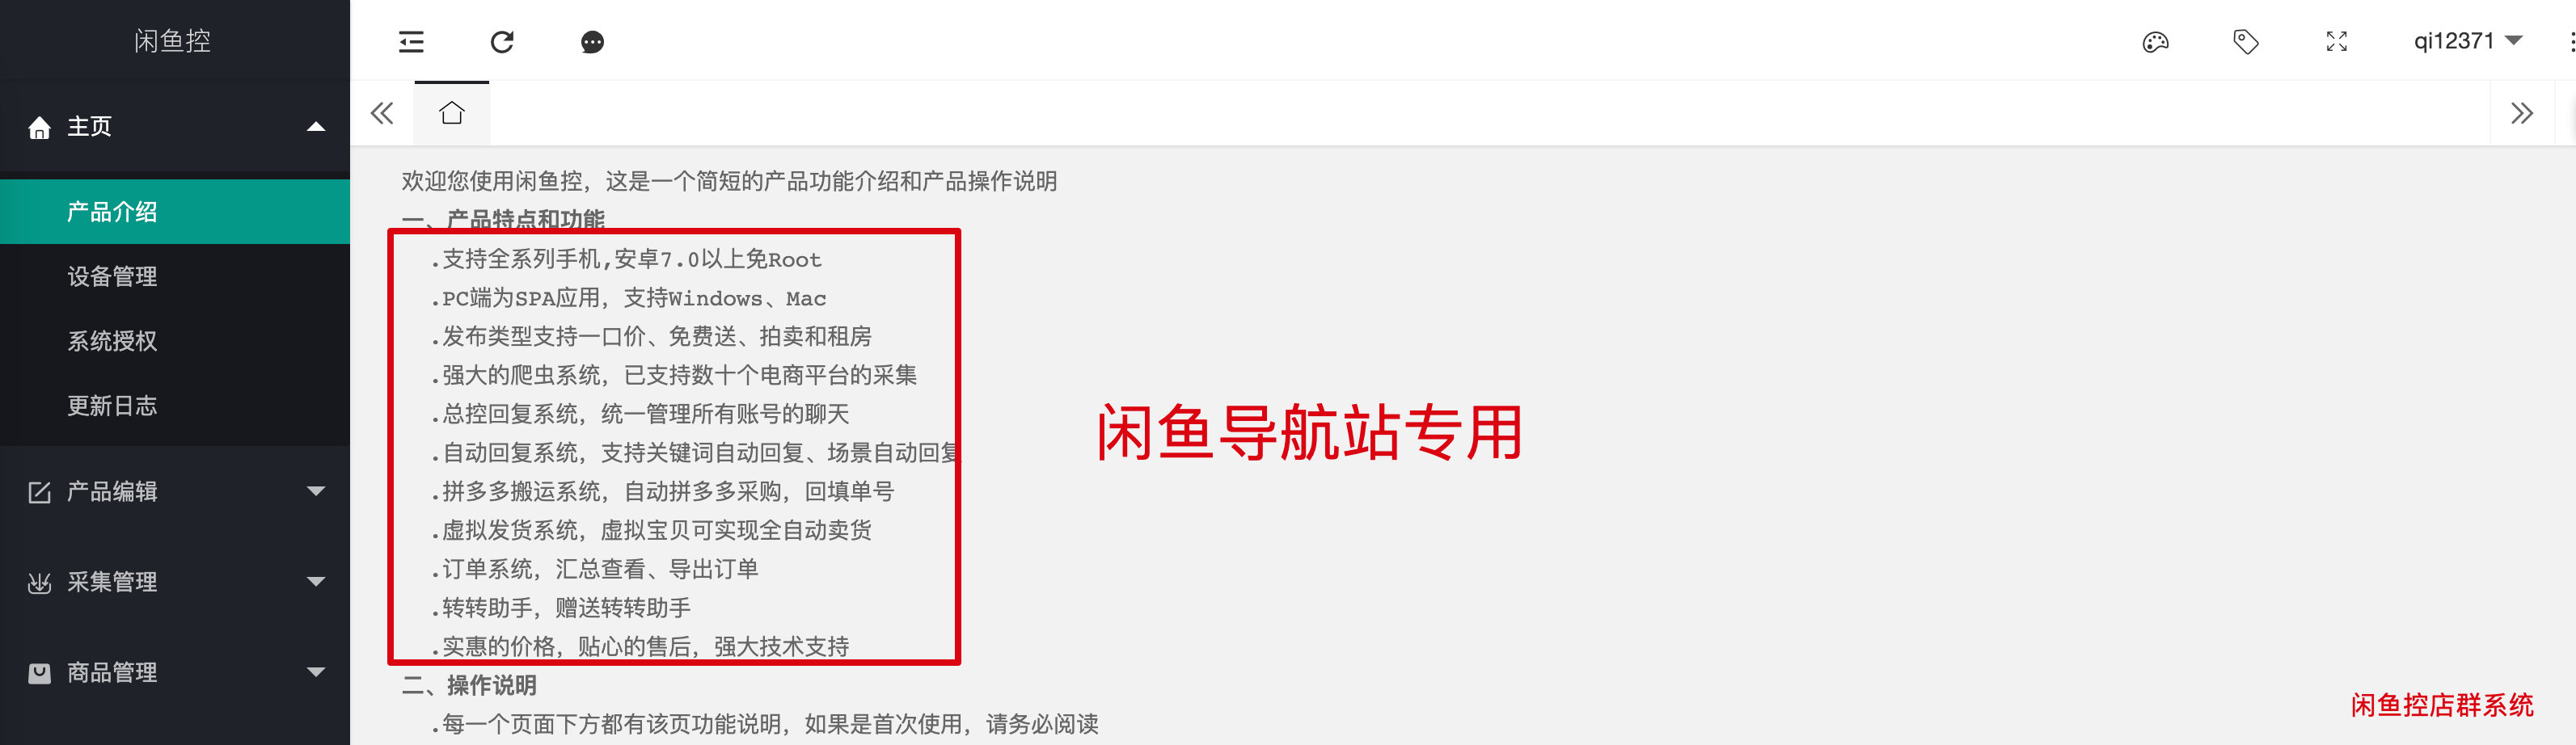 闲鱼控
qi12371
主页
产品介绍
设备管理
系统授权
更新日志
产品编辑
采集管理
商品管理
欢迎您使用闲鱼控，这是一个简短的产品功能介绍和产品操作说明
一、产品特点和功能
.支持全系列手机,安卓7.0以上免Root
.PC端为SPA应用，支持Windows、Mac
.发布类型支持一口价、免费送、拍卖和租房
.强大的爬虫系统，已支持数十个电商平台的采集
.总控回复系统，统一管理所有账号的聊天
.自动回复系统，支持关键词自动回复、场景自动回复
.拼多多搬运系统，自动拼多多采购，回填单号
.虚拟发货系统，虚拟宝贝可实现全自动卖货
.订单系统，汇总查看、导出订单
.转转助手，赠送转转助手
.实惠的价格，贴心的售后，强大技术支持
二、操作说明
.每一个页面下方都有该页功能说明，如果是首次使用，请务必阅读
闲鱼导航站专用
闲鱼控店群系统